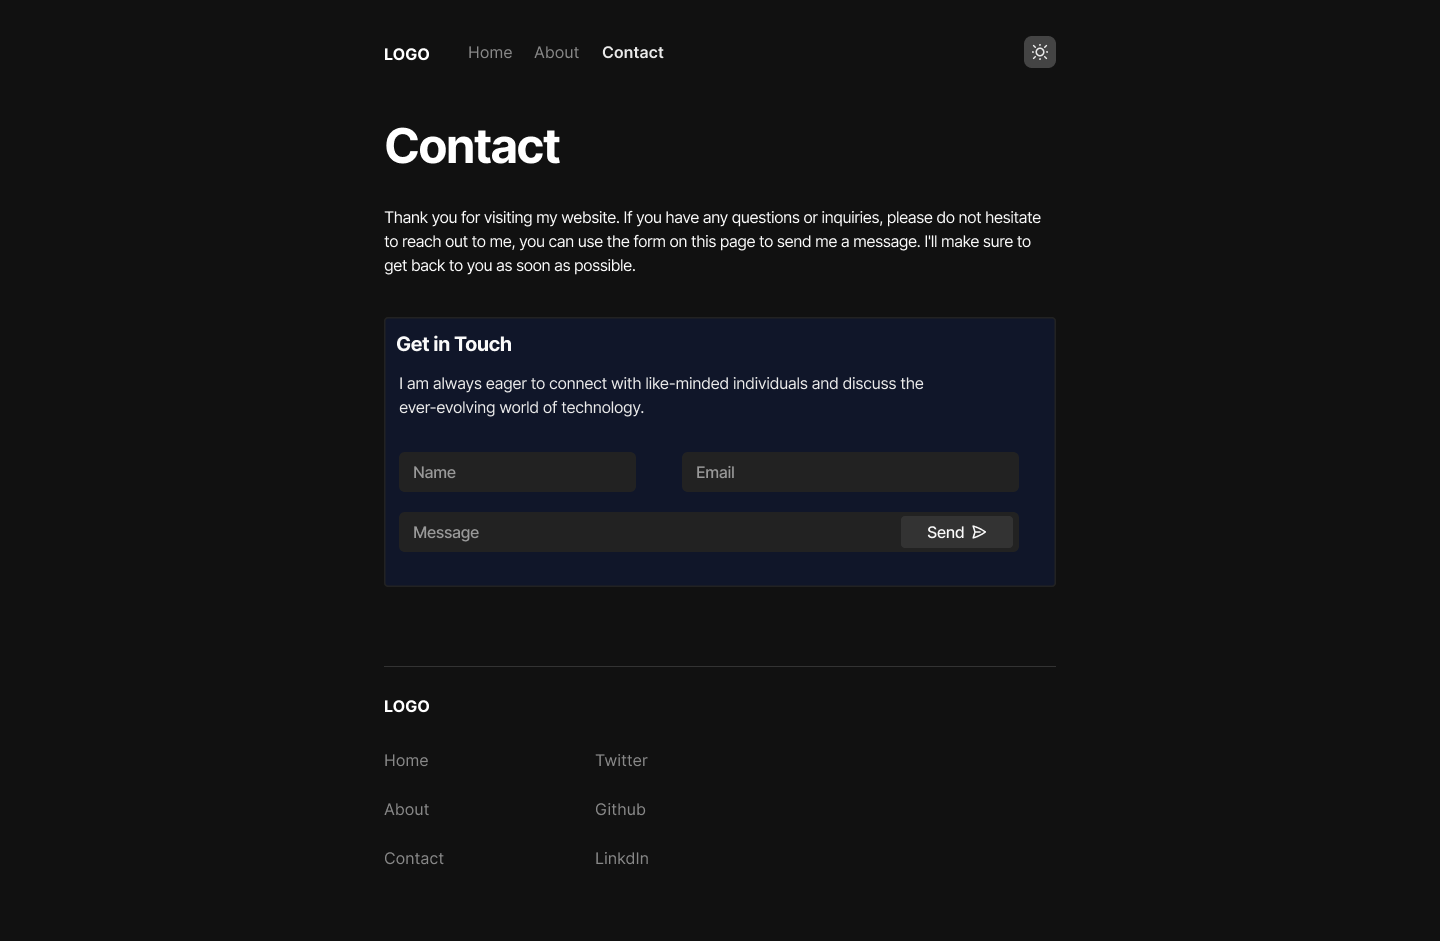 LOGO
Home
About
Contact
Contact
Thank you for visiting my website. If you have any questions or inquiries, please do not hesitate
to reach out to me, you can use the form on this page to send me a message. I'll make sure to
get back to you as soon as possible.
Get in Touch
I am always eager to connect with like-minded individuals and discuss the
ever-evolving world of technology.
Name
Email
Message
Send
LOGO
Home
Twitter
About
Github
Contact
LinkdIn